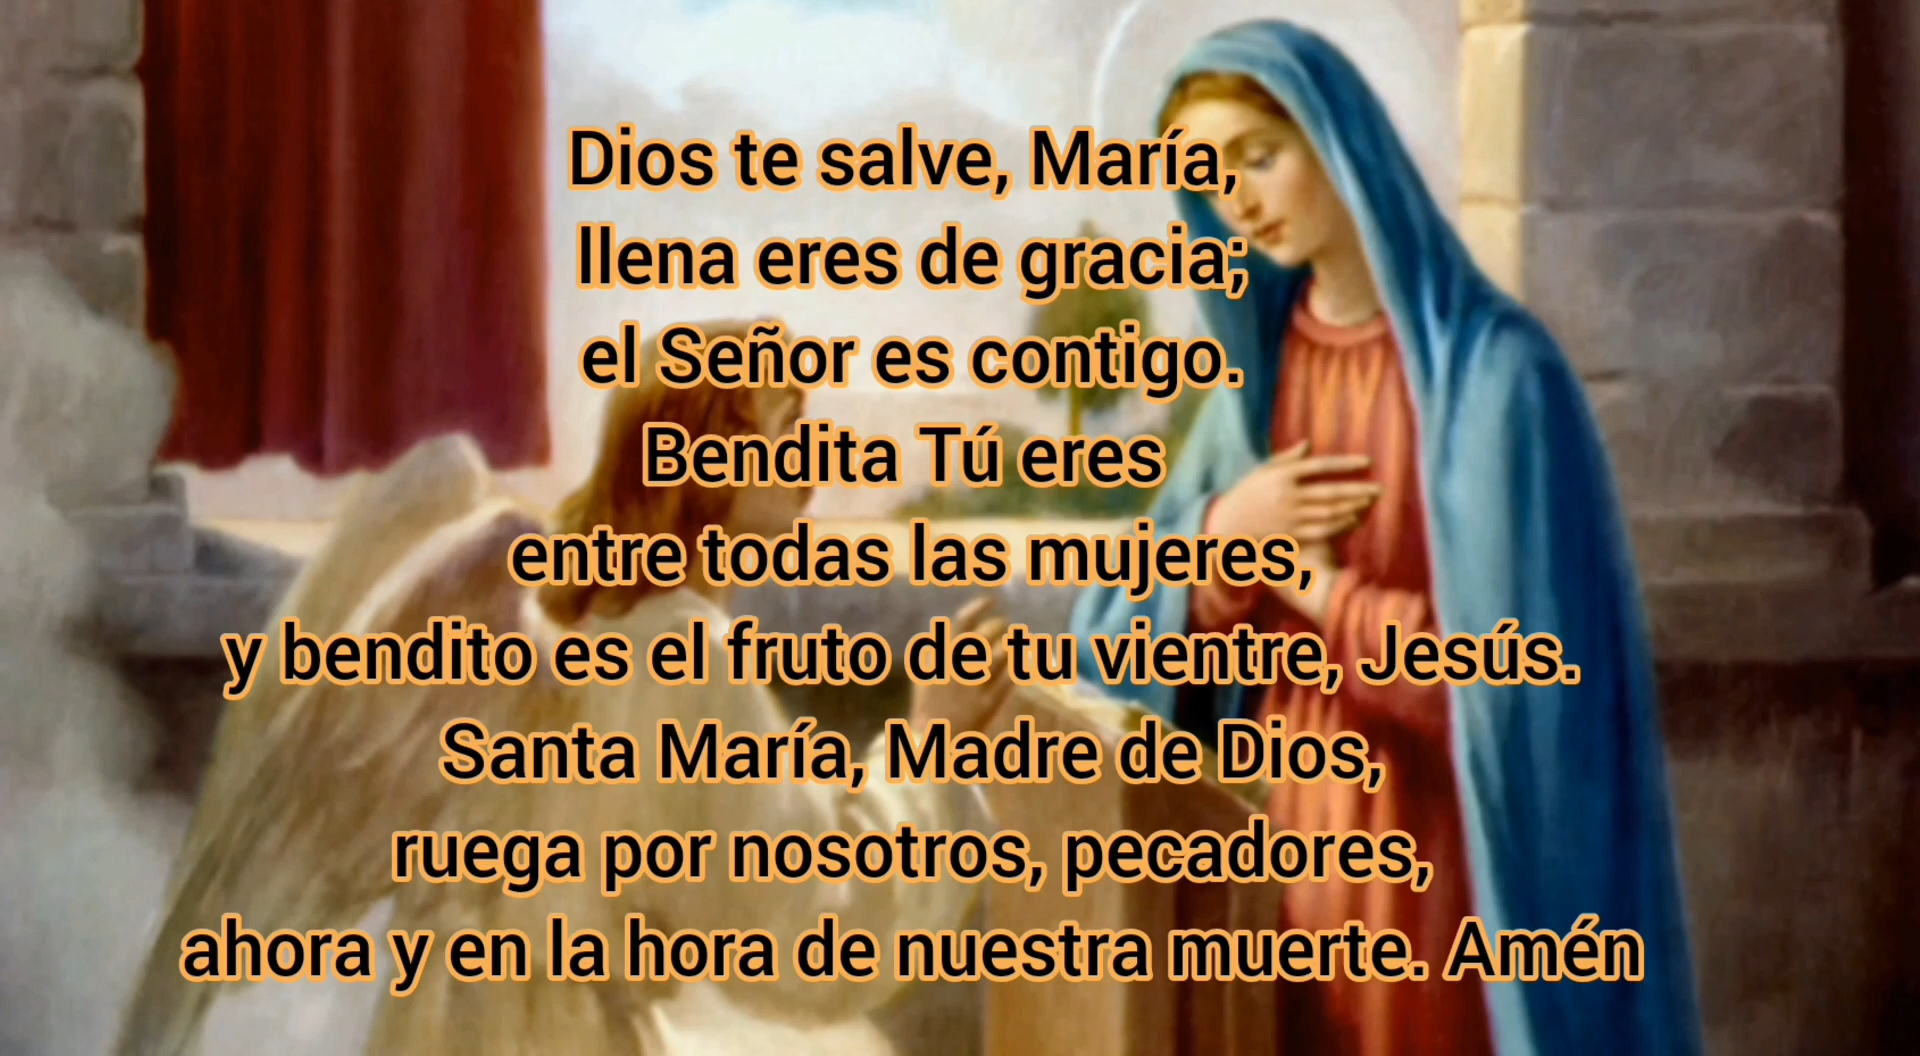 Dios te salve, María,
llena eres de gracia;
el Señor es contigo.
Bendita Tú eres
entre todas las mujeres,
y bendito es el fruto de tu vientre, Jesús.
Santa María, Madre de Dios,
ruega por nosotros, pecadores,
ahora y en la hora de nuestra muerte. Amén